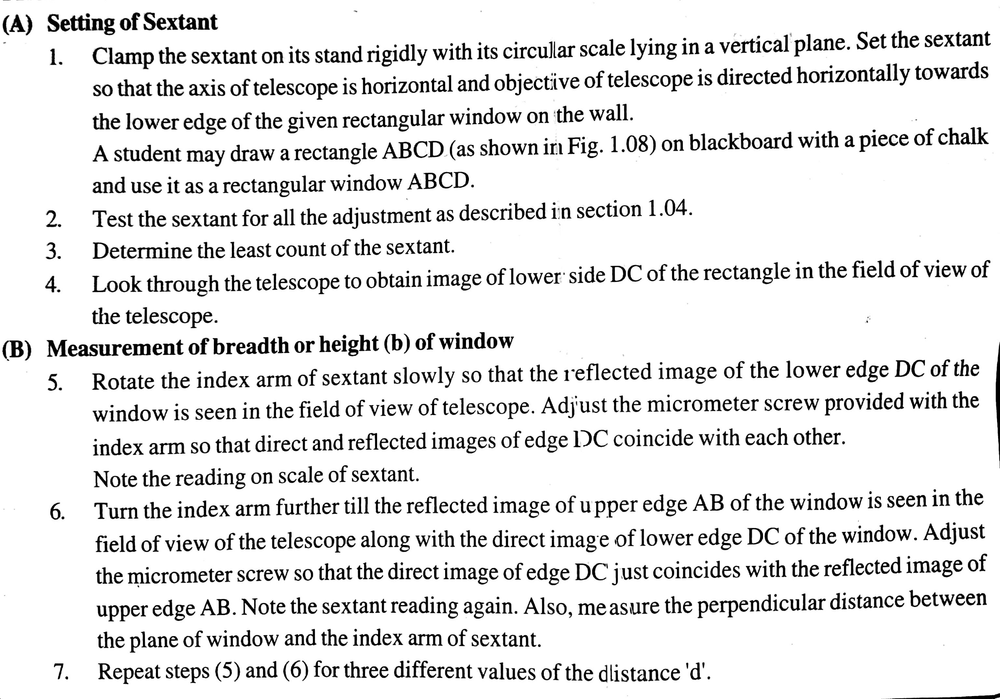 (A) Setting of Sextant
1. Clamp the sextant on its stand rigidly with its circullar scale lying in a vertical plane. Set the sextant
so that the axis of telescope is horizontal and objectiive of telescope is directed horizontally towards
the lower edge of the given rectangular window on the wall.
A student may draw a rectangle ABCD (as shown in Fig. 1.08) on blackboard with a piece of chalk
and use it as a rectangular window ABCD.
2. Test the sextant for all the adjustment as described in section 1.04.
3. Determine the least count of the sextant.
4. Look through the telescope to obtain image of lower side DC of the rectangle in the field of view of
the telescope.
(B) Measurement of breadth or height (b) of window
5. Rotate the index arm of sextant slowly so that the reflected image of the lower edge DC of the
window is seen in the field of view of telescope. Adjust the micrometer screw provided with the
index arm so that direct and reflected images of edge DC coincide with each other.
Note the reading on scale of sextant.
6. Turn the index arm further till the reflected image of upper edge AB of the window is seen in the
field of view of the telescope along with the direct image of lower edge DC of the window. Adjust
the micrometer screw so that the direct image of edge DC just coincides with the reflected image of
upper edge AB. Note the sextant reading again. Also, measure the perpendicular distance between
the plane of window and the index arm of sextant.
7. Repeat steps (5) and (6) for three different values of the distance 'd'.